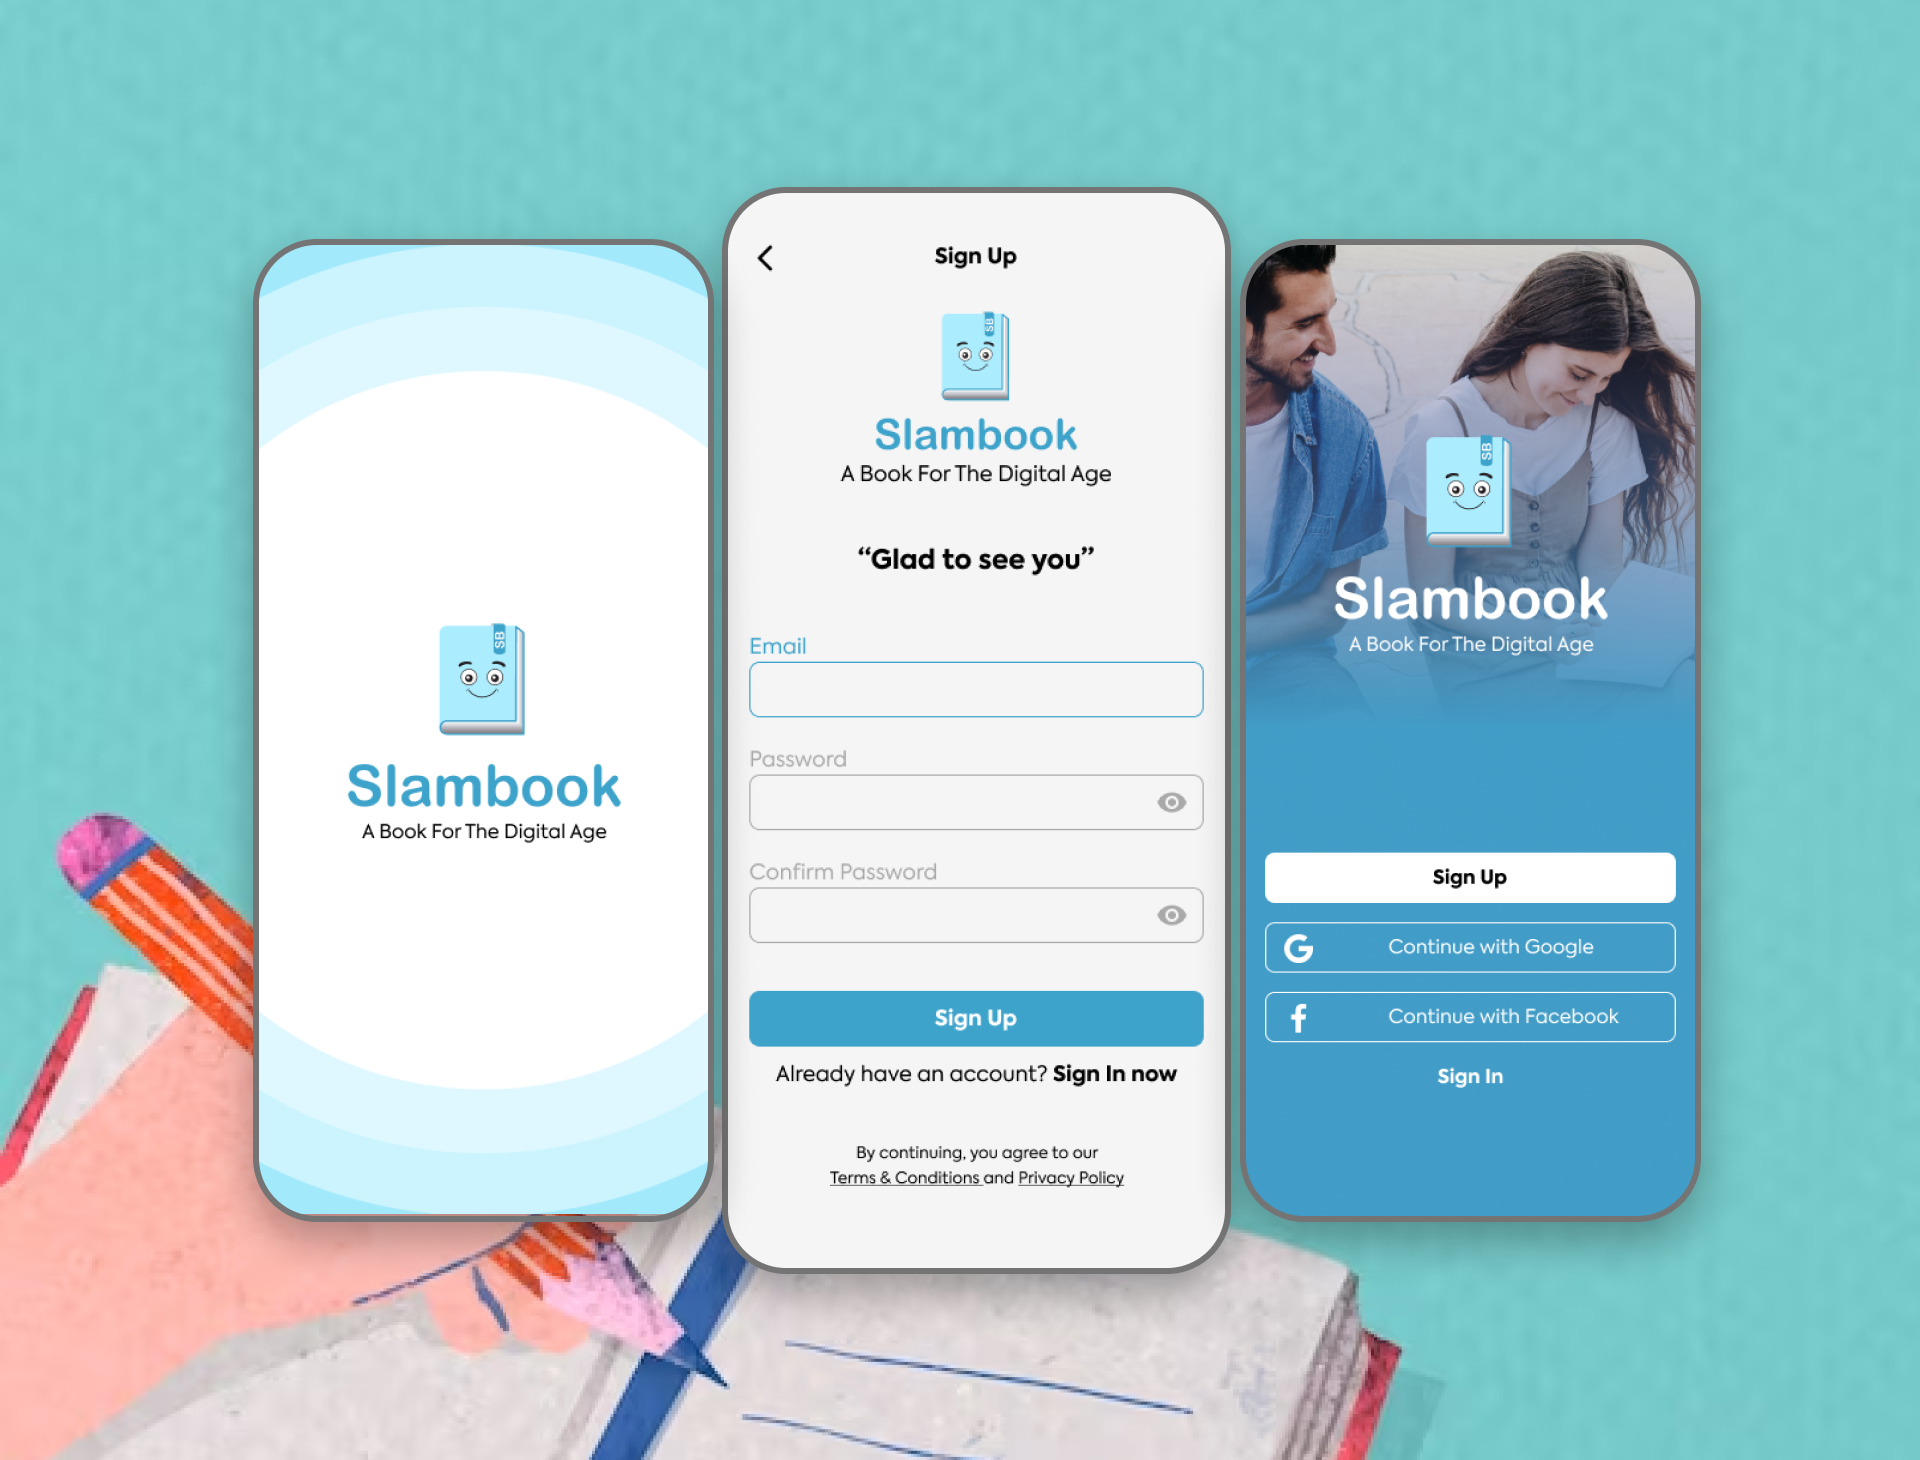 SB
Slambook
A Book For The Digital Age
Sign Up
SB
Slambook
A Book For The Digital Age
“Glad to see you”
Email
Password
Confirm Password
Sign Up
Already have an account? Sign In now
By continuing, you agree to our
Terms & Conditions and Privacy Policy
SB
Slambook
A Book For The Digital Age
Sign Up
G Continue with Google
f Continue with Facebook
Sign In